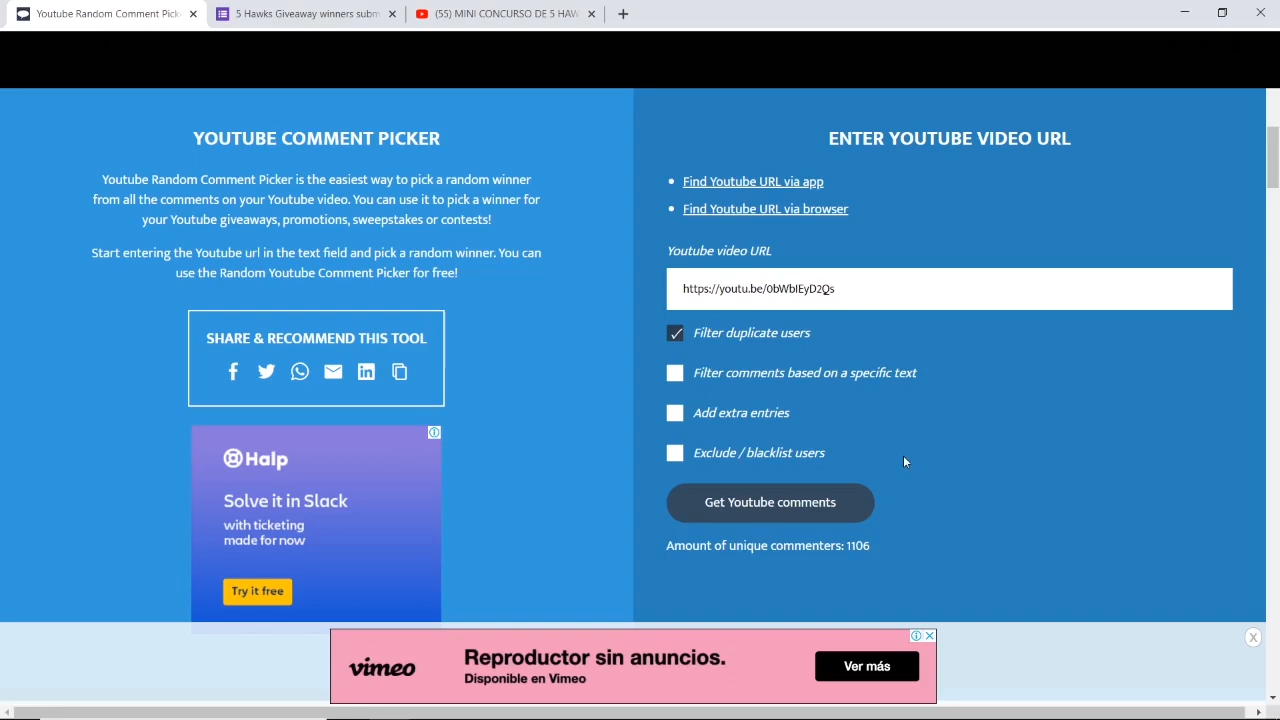 Youtube Random Comment Pick
5 Hawks Giveaway winners subm
(55) MINI CONCURSO DE 5 HAW
YOUTUBE COMMENT PICKER
Youtube Random Comment Picker is the easiest way to pick a random winner
from all the comments on your Youtube video. You can use it to pick a winner for
your Youtube giveaways, promotions, sweepstakes or contests!
Start entering the Youtube url in the text field and pick a random winner. You can
use the Random Youtube Comment Picker for free!
SHARE & RECOMMEND THIS TOOL
Halp
Solve it in Slack
with ticketing
made for now
Try it free
ENTER YOUTUBE VIDEO URL
Find Youtube URL via app
Find Youtube URL via browser
Youtube video URL
https://youtu.be/0bWbIEyD2Qs
Filter duplicate users
Filter comments based on a specific text
Add extra entries
Exclude / blacklist users
Get Youtube comments
Amount of unique commenters: 1106
vimeo
Reproductor sin anuncios.
Disponible en Vimeo
Ver más